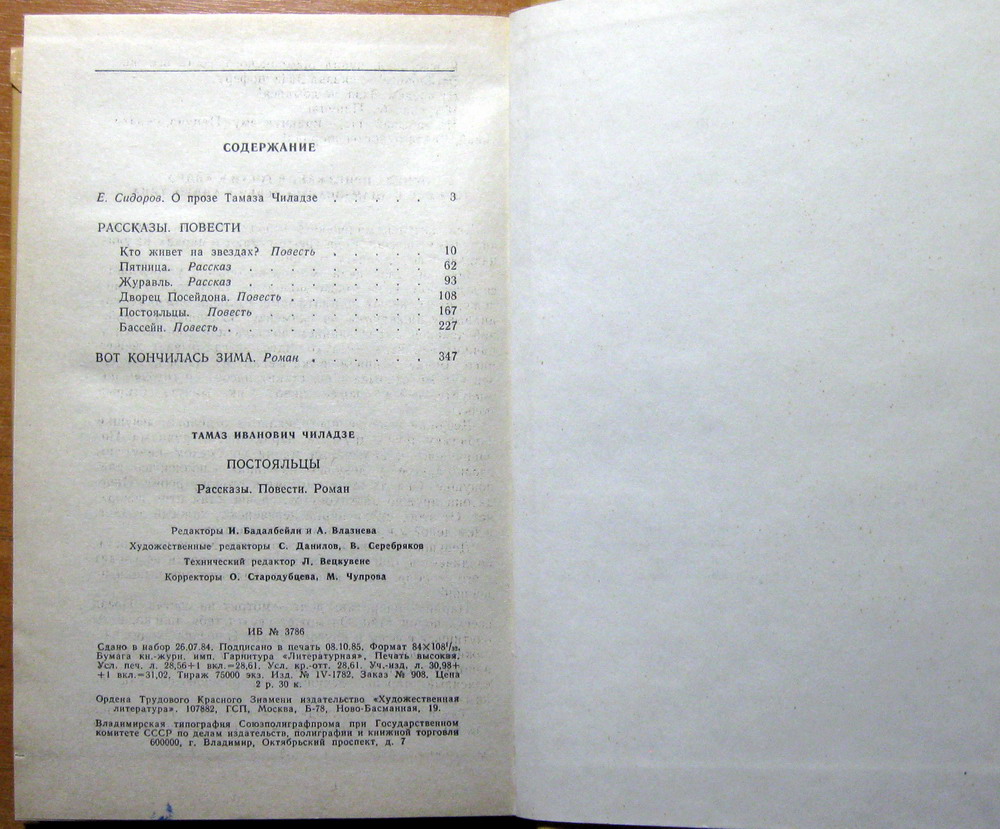 СОДЕРЖАНИЕ
Е. Сидоров. О прозе Тамаза Чиладзе . . . . . 3
РАССКАЗЫ. ПОВЕСТИ
Кто живет на звездах? Повесть . . . . . 10
Пятница. Рассказ . . . . . . . . 62
Журавль. Рассказ . . . . . . . . 93
Дворец Посейдона. Повесть . . . . . . 108
Постояльцы. Повесть . . . . . . . 167
Бассейн. Повесть . . . . . . . . 227
ВОТ КОНЧИЛАСЬ ЗИМА. Роман . . . . . . 347
ТАМАЗ ИВАНОВИЧ ЧИЛАДЗЕ
ПОСТОЯЛЬЦЫ
Рассказы. Повести. Роман
Редакторы И. Бадалбейли и А. Влазнева
Художественные редакторы С. Данилов, В. Серебряков
Технический редактор Л. Вецкувене
Корректоры О. Стародубцева, М. Чупрова
ИБ № 3786
Сдано в набор 26.07.84. Подписано в печать 08.10.85. Формат 84×108¹/₃₂.
Бумага кн.-журн. имп. Гарнитура «Литературная». Печать высокая.
Усл. печ. л. 28,56+1 вкл.=28,61. Усл. кр.-отт. 28,61. Уч.-изд. л. 30,98+
+1 вкл.=31,02, Тираж 75000 экз. Изд. № IV-1782, Заказ № 908. Цена
2 р. 30 к.
Ордена Трудового Красного Знамени издательство «Художественная
литература». 107882, ГСП, Москва, Б-78, Ново-Басманная, 19.
Владимирская типография Союзполиграфпрома при Государственном
комитете СССР по делам издательств, полиграфии и книжной торговли
600000, г. Владимир, Октябрьский проспект, д. 7